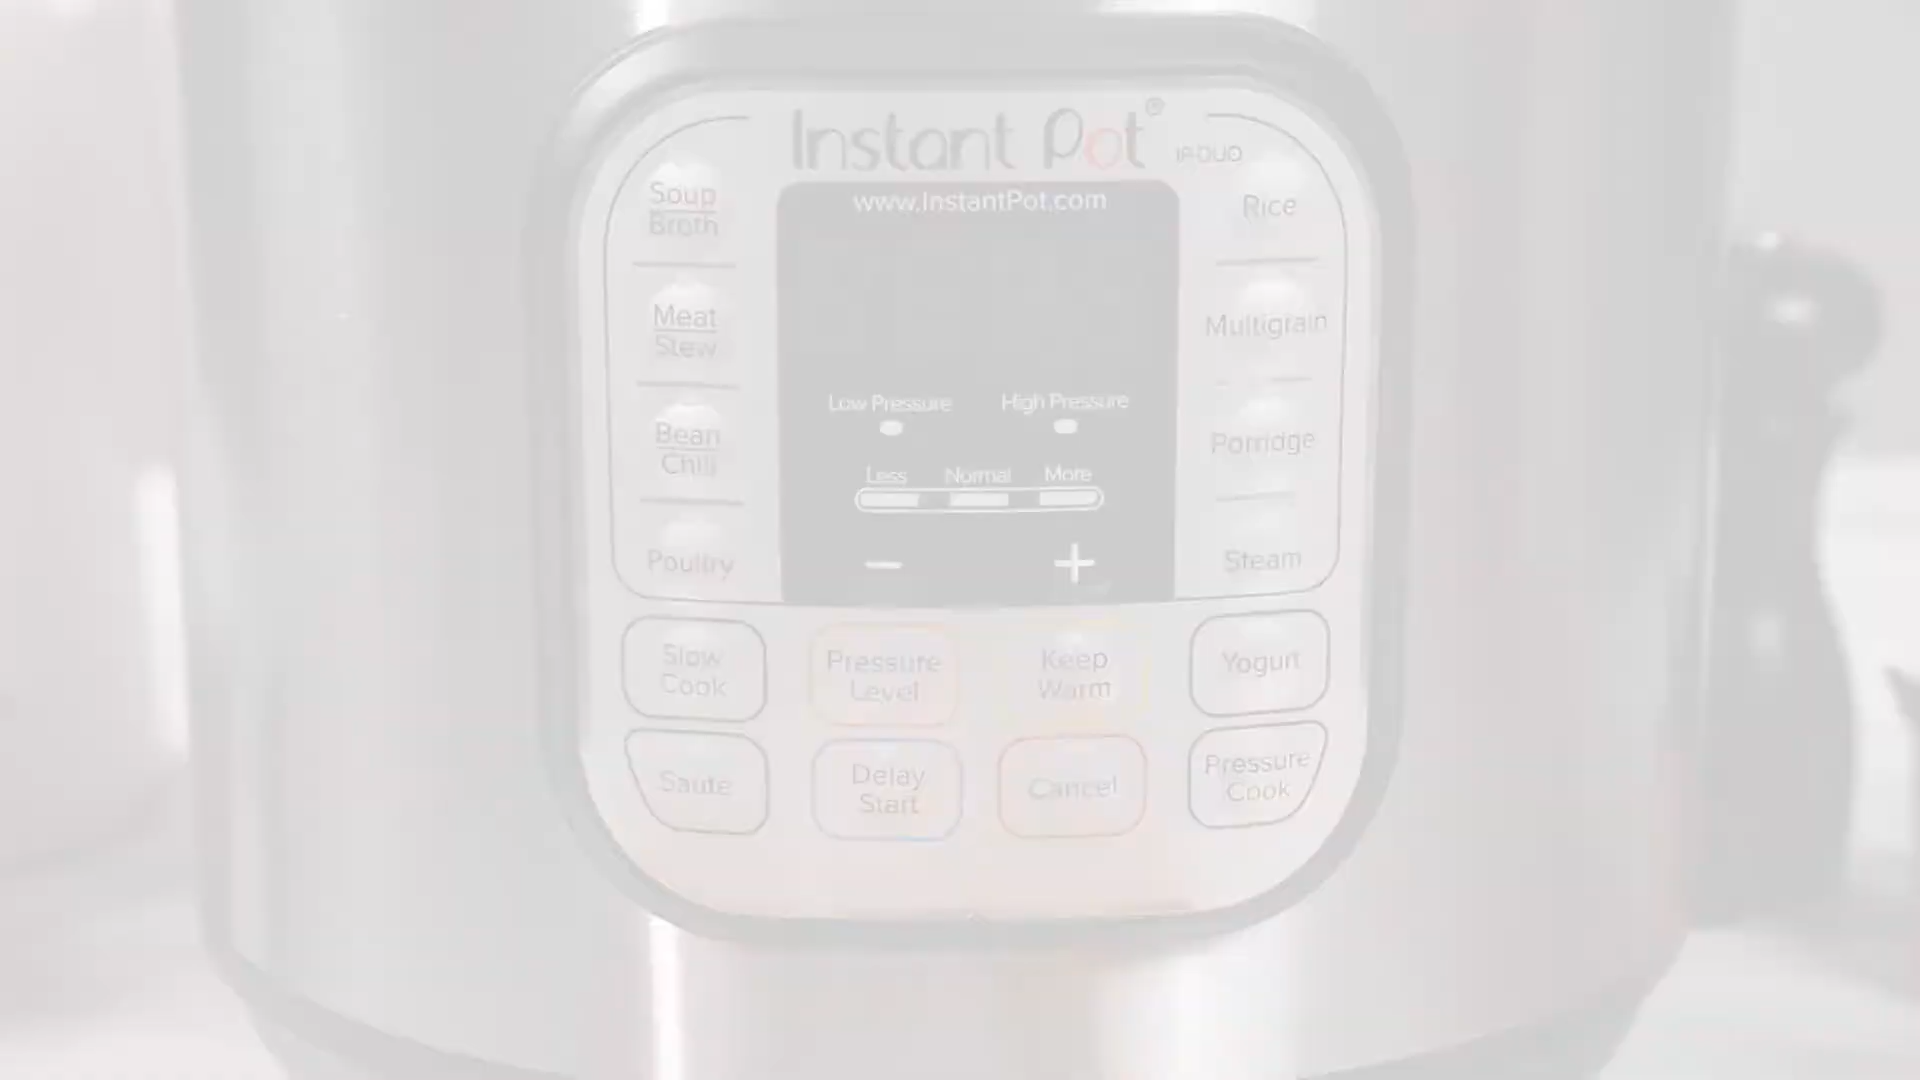 Instant Pot®
IP-DUO
www.InstantPot.com
Soup
Broth
Meat
Stew
Bean
Chili
Poultry
Rice
Multigrain
Porridge
Steam
Low Pressure
High Pressure
Less
Normal
More
− +
Slow
Cook
Pressure
Level
Keep
Warm
Yogurt
Saute
Delay
Start
Cancel
Pressure
Cook